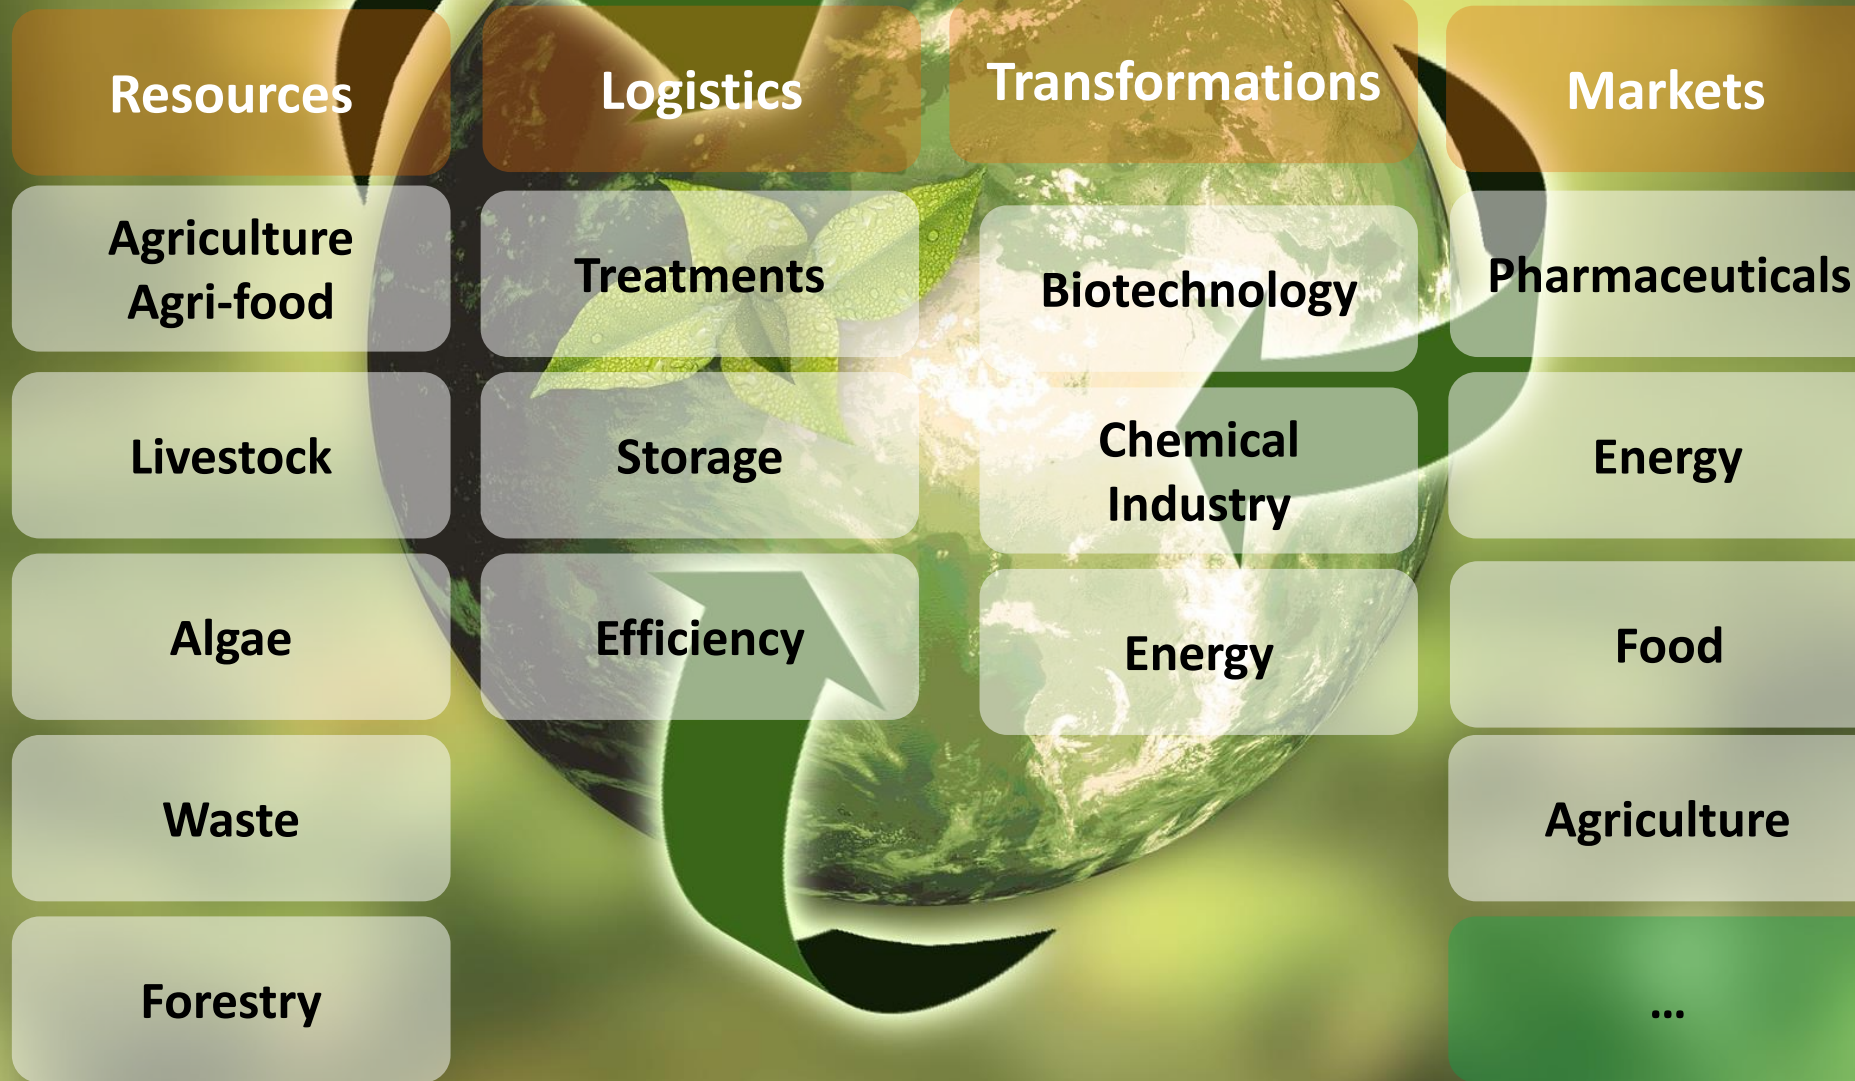 Resources
Logistics
Transformations
Markets
Agriculture
Agri-food
Treatments
Biotechnology
Pharmaceuticals
Livestock
Storage
Chemical
Industry
Energy
Algae
Efficiency
Energy
Food
Waste
Agriculture
Forestry
...